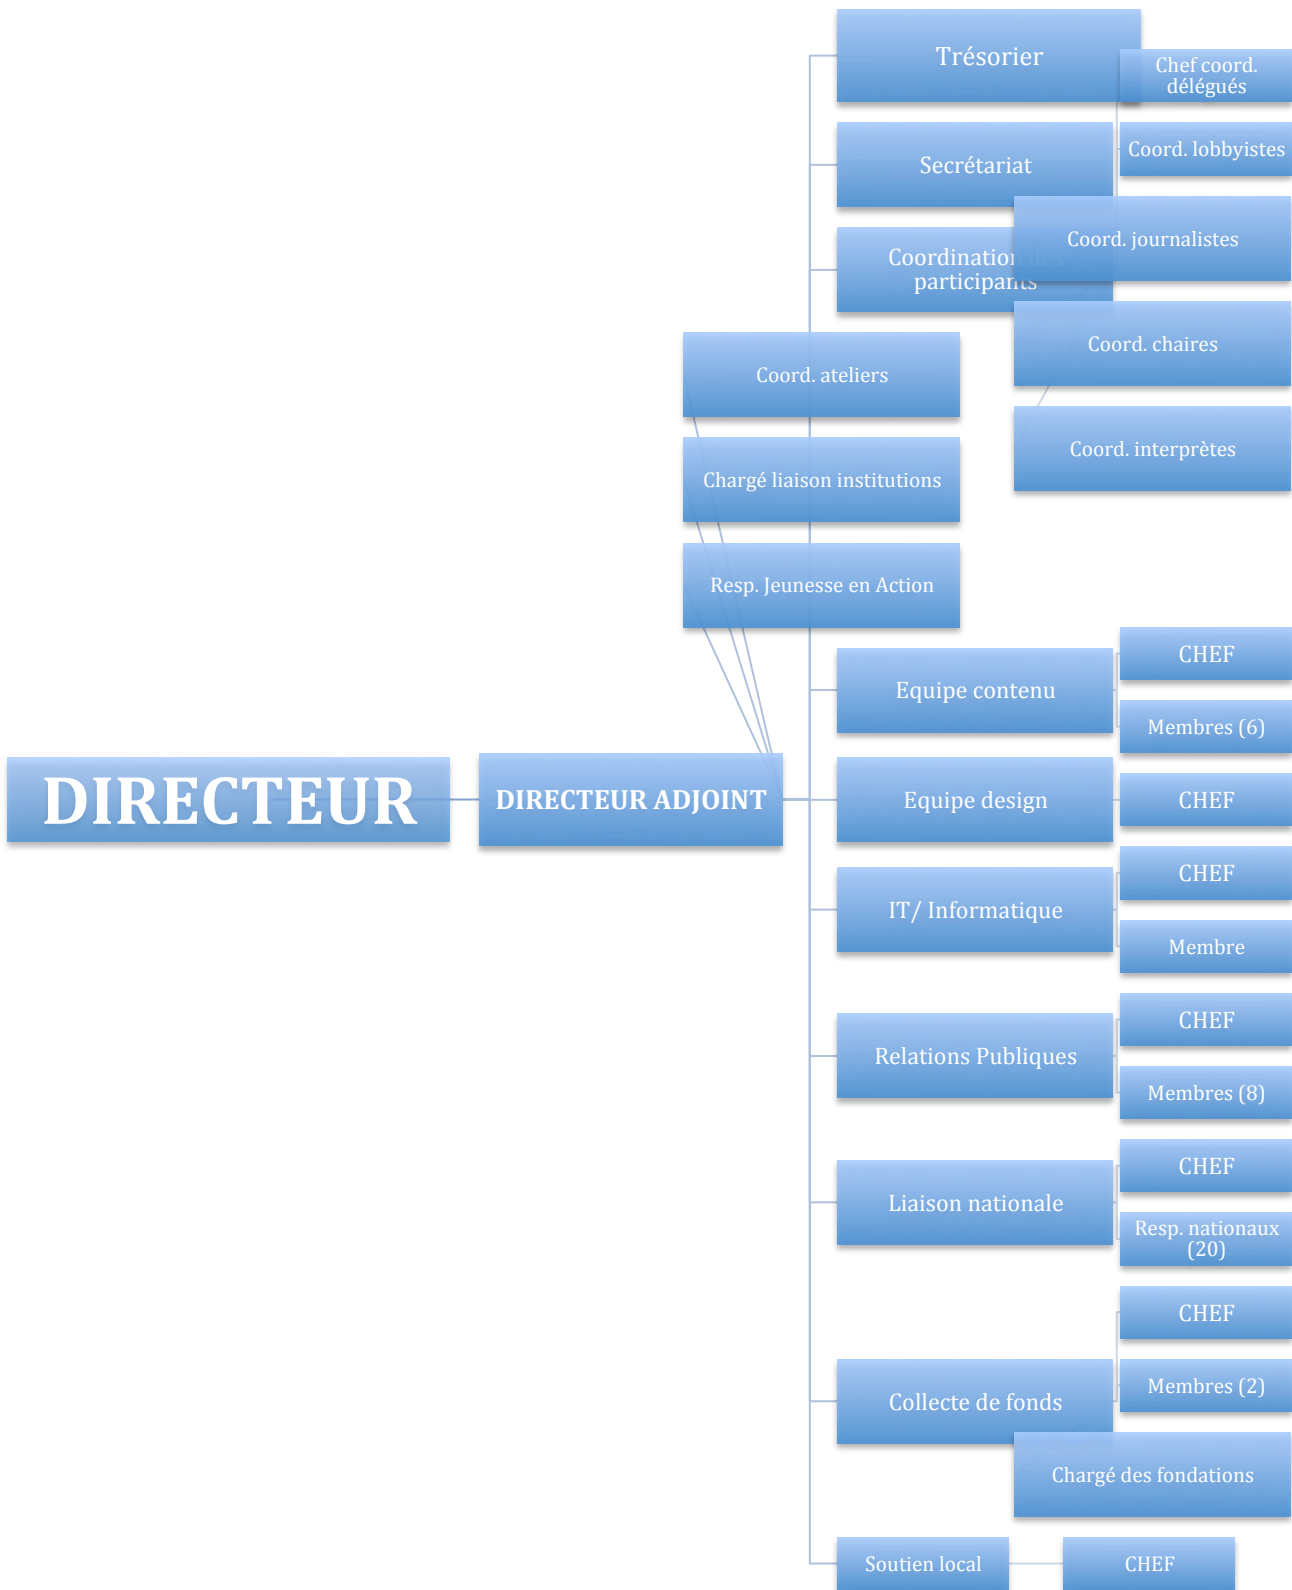 Trésorier
Chef coord.
délégués
Coord. lobbyistes
Secrétariat
Coord. journalistes
Coordination des
participants
Coord. chaires
Coord. ateliers
Coord. interprètes
Chargé liaison institutions
Resp. Jeunesse en Action
CHEF
Equipe contenu
Membres (6)
DIRECTEUR
DIRECTEUR ADJOINT
Equipe design
CHEF
CHEF
IT/ Informatique
Membre
CHEF
Relations Publiques
Membres (8)
CHEF
Liaison nationale
Resp. nationaux
(20)
CHEF
Membres (2)
Collecte de fonds
Chargé des fondations
Soutien local
CHEF